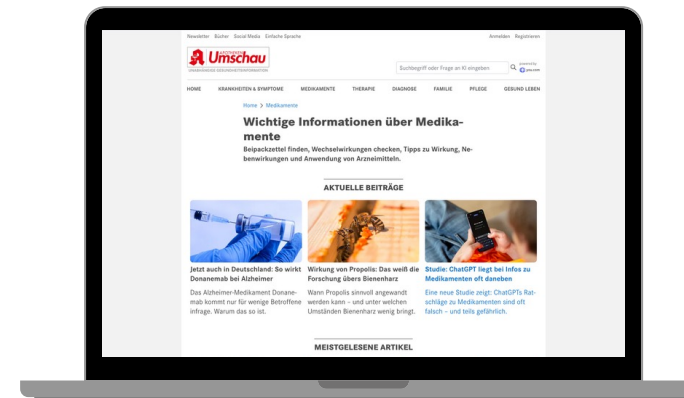 Newsletter Bücher Social Media Einfache Sprache Anmelden Registrieren
APOTHEKEN
Umschau
Suchbegriff oder Frage an KI eingeben
powered by
you.com
HOME KRANKHEITEN & SYMPTOME MEDIKAMENTE THERAPIE DIAGNOSE FAMILIE PFLEGE GESUND LEBEN
Home > Medikamente
Wichtige Informationen über Medika-
mente
Beipackzettel finden, Wechselwirkungen checken, Tipps zu Wirkung, Ne-
benwirkungen und Anwendung von Arzneimitteln.
AKTUELLE BEITRÄGE
Jetzt auch in Deutschland: So wirkt
Donanemab bei Alzheimer
Das Alzheimer-Medikament Donane-
mab kommt nur für wenige Betroffene
infrage. Warum das so ist.
Wirkung von Propolis: Das weiß die
Forschung übers Bienenharz
Wann Propolis sinnvoll angewandt
werden kann – und unter welchen
Umständen Bienenharz wenig bringt.
Studie: ChatGPT liegt bei Infos zu
Medikamenten oft daneben
Eine neue Studie zeigt: ChatGPTs Rat-
schläge zu Medikamenten sind oft
falsch – und teils gefährlich.
MEISTGELESENE ARTIKEL